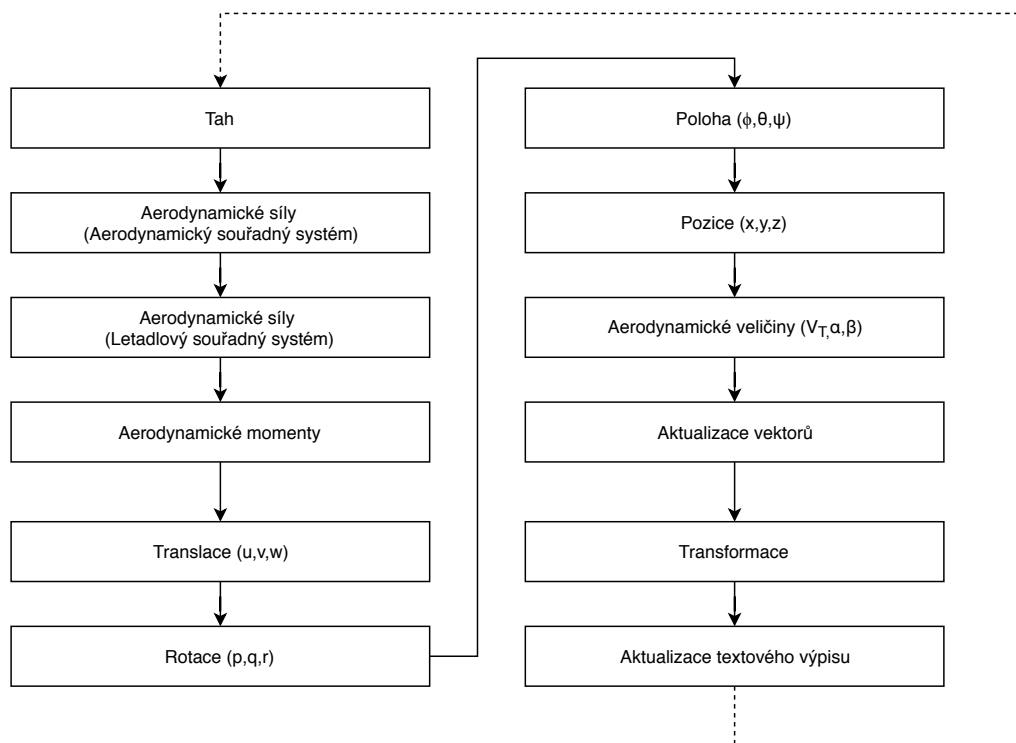 Tah
Aerodynamické síly
(Aerodynamický souřadný systém)
Aerodynamické síly
(Letadlový souřadný systém)
Aerodynamické momenty
Translace (u,v,w)
Rotace (p,q,r)
Poloha (ϕ,θ,ψ)
Pozice (x,y,z)
Aerodynamické veličiny (V_T,α,β)
Aktualizace vektorů
Transformace
Aktualizace textového výpisu